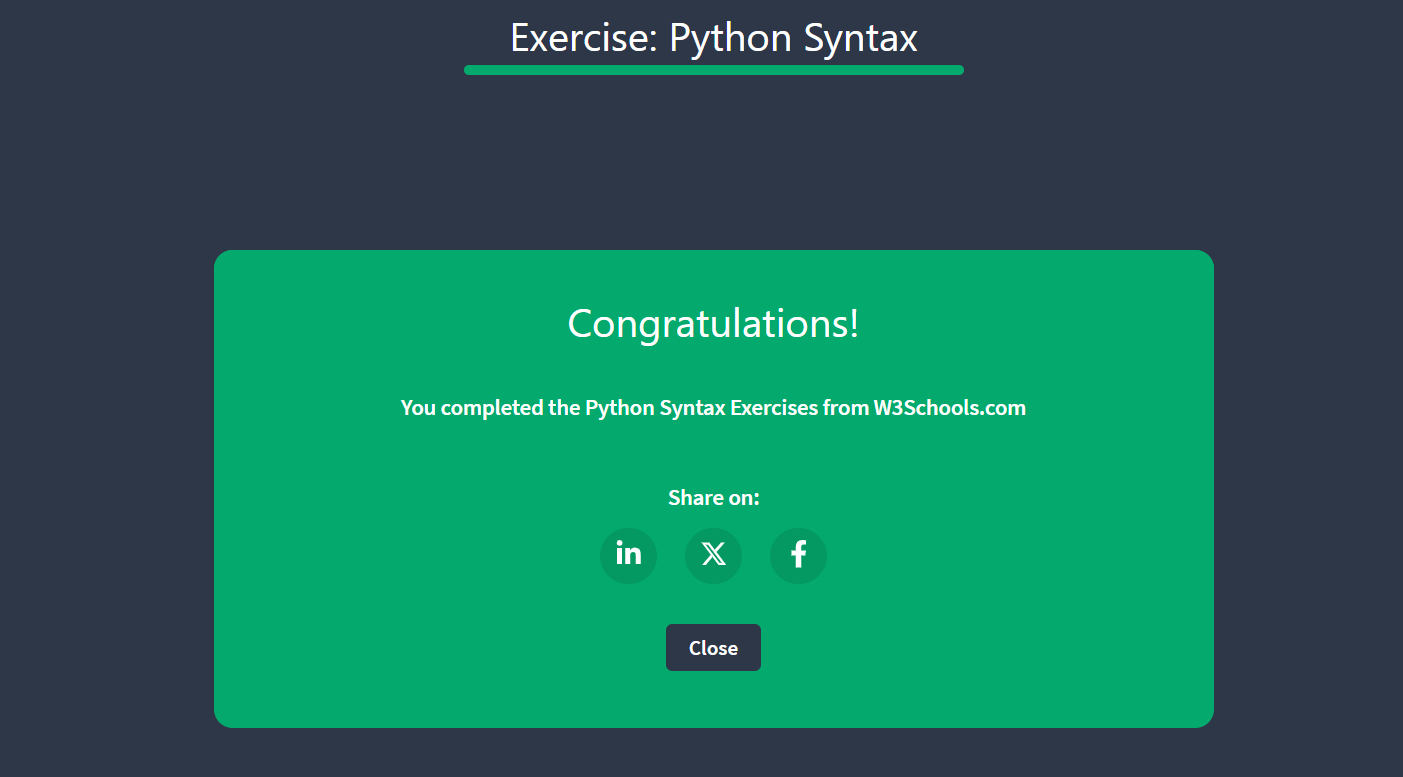 Exercise: Python Syntax
Congratulations!
You completed the Python Syntax Exercises from W3Schools.com
Share on:
in X f
Close